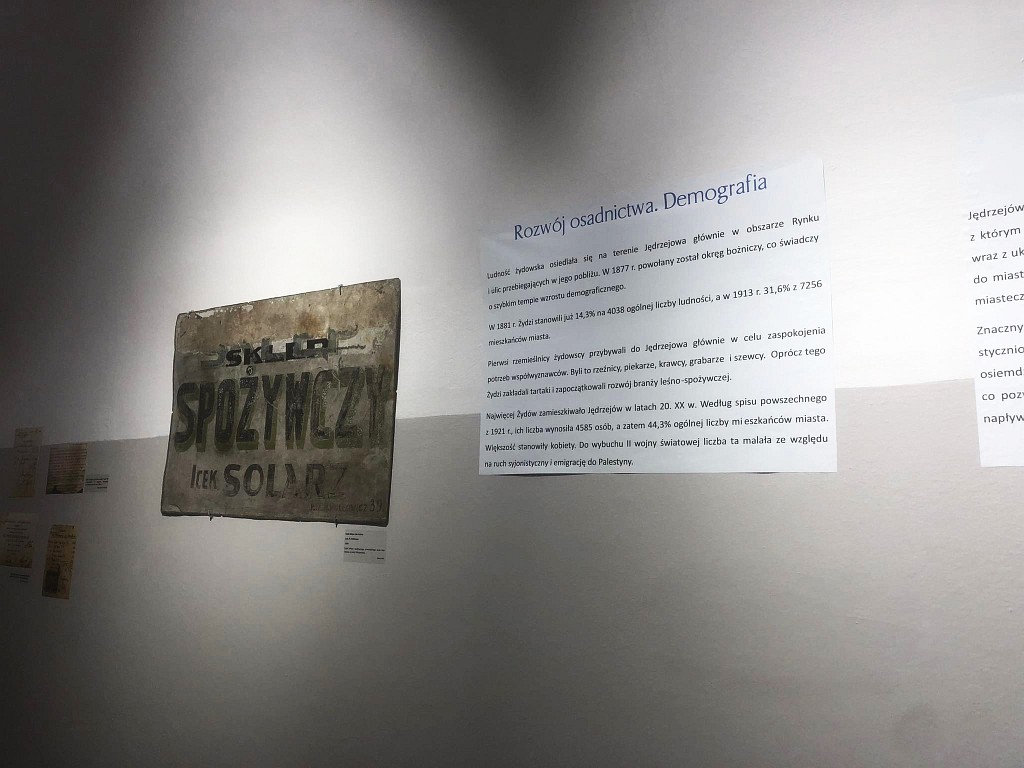 SKLEP
SPOŻYWCZY
ICEK SOLARZ
Rozwój osadnictwa. Demografia
Ludność żydowska osiedlała się na terenie Jędrzejowa głównie w obszarze Rynku
i ulic przebiegających w jego pobliżu. W 1877 r. powołany został okręg bożniczy, co świadczy
o szybkim tempie wzrostu demograficznego.
W 1881 r. Żydzi stanowili już 14,3% na 4038 ogólnej liczby ludności, a w 1913 r. 31,6% z 7256
mieszkańców miasta.
Pierwsi rzemieślnicy żydowscy przybywali do Jędrzejowa głównie w celu zaspokojenia
potrzeb współwyznawców. Byli to rzeźnicy, piekarze, krawcy, grabarze i szewcy. Oprócz tego
Żydzi zakładali tartaki i zapoczątkowali rozwój branży leśno-spożywczej.
Najwięcej Żydów zamieszkiwało Jędrzejów w latach 20. XX w. Według spisu powszechnego
z 1921 r., ich liczba wynosiła 4585 osób, a zatem 44,3% ogólnej liczby mi eszkańców miasta.
Większość stanowiły kobiety. Do wybuchu II wojny światowej liczba ta malała ze względu
na ruch syjonistyczny i emigrację do Palestyny.
Jędrzejów
z którym
wraz z uk
do miast
miastecz
Znaczny
stycznio
osiemd
co pozw
napływ